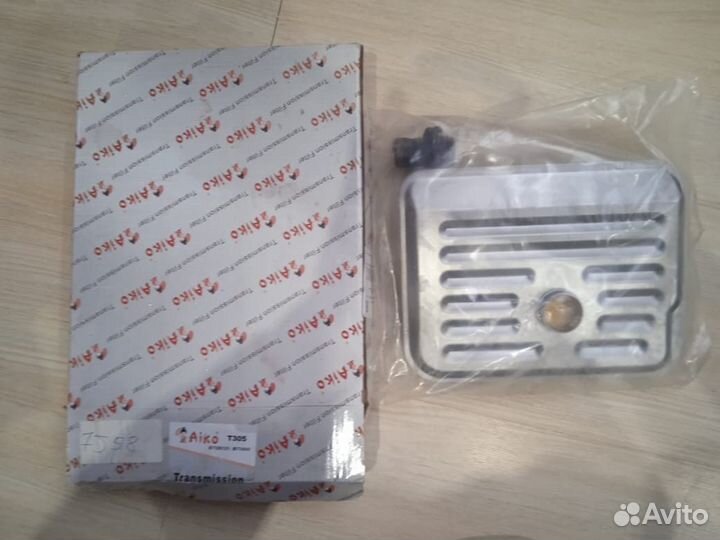 Aiko
Transmission Filter
7598
Aiko T305
Transmission
Avito